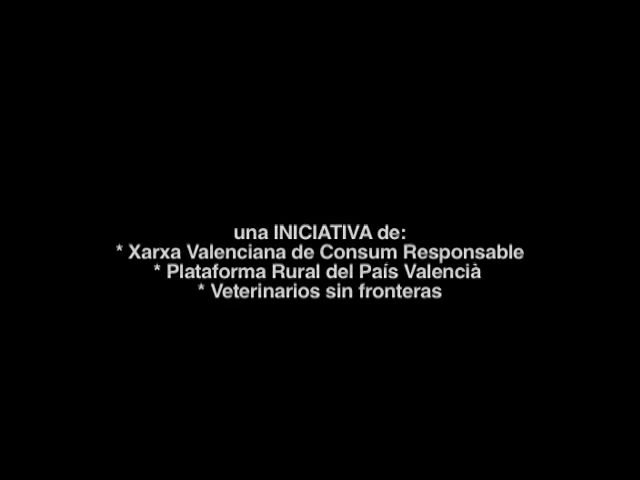 una INICIATIVA de:
* Xarxa Valenciana de Consum Responsable
* Plataforma Rural del País Valencià
* Veterinarios sin fronteras